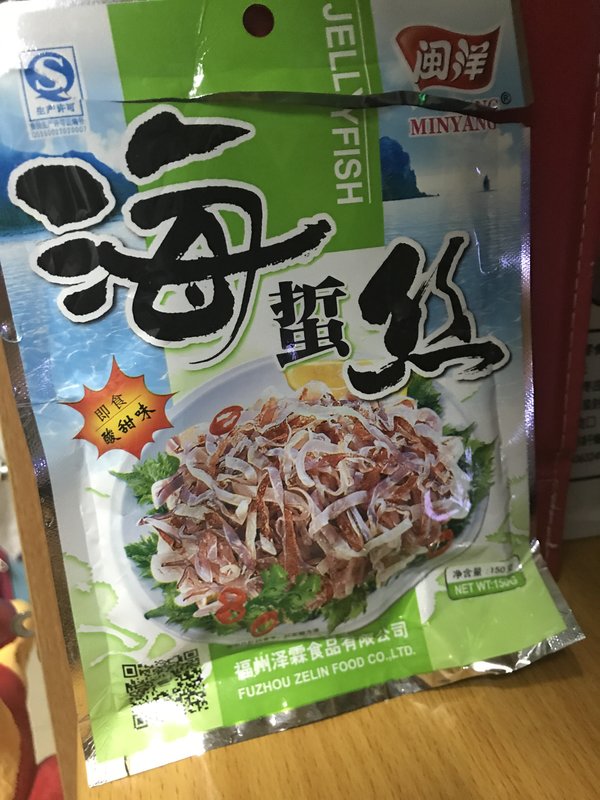 JELLYFISH
闽洋
MINYANG
生产许可
海蜇丝
即食
酸甜味
净含量：150克
NET WT:150G
福州泽霖食品有限公司
FUZHOU ZELIN FOOD CO.,LTD.